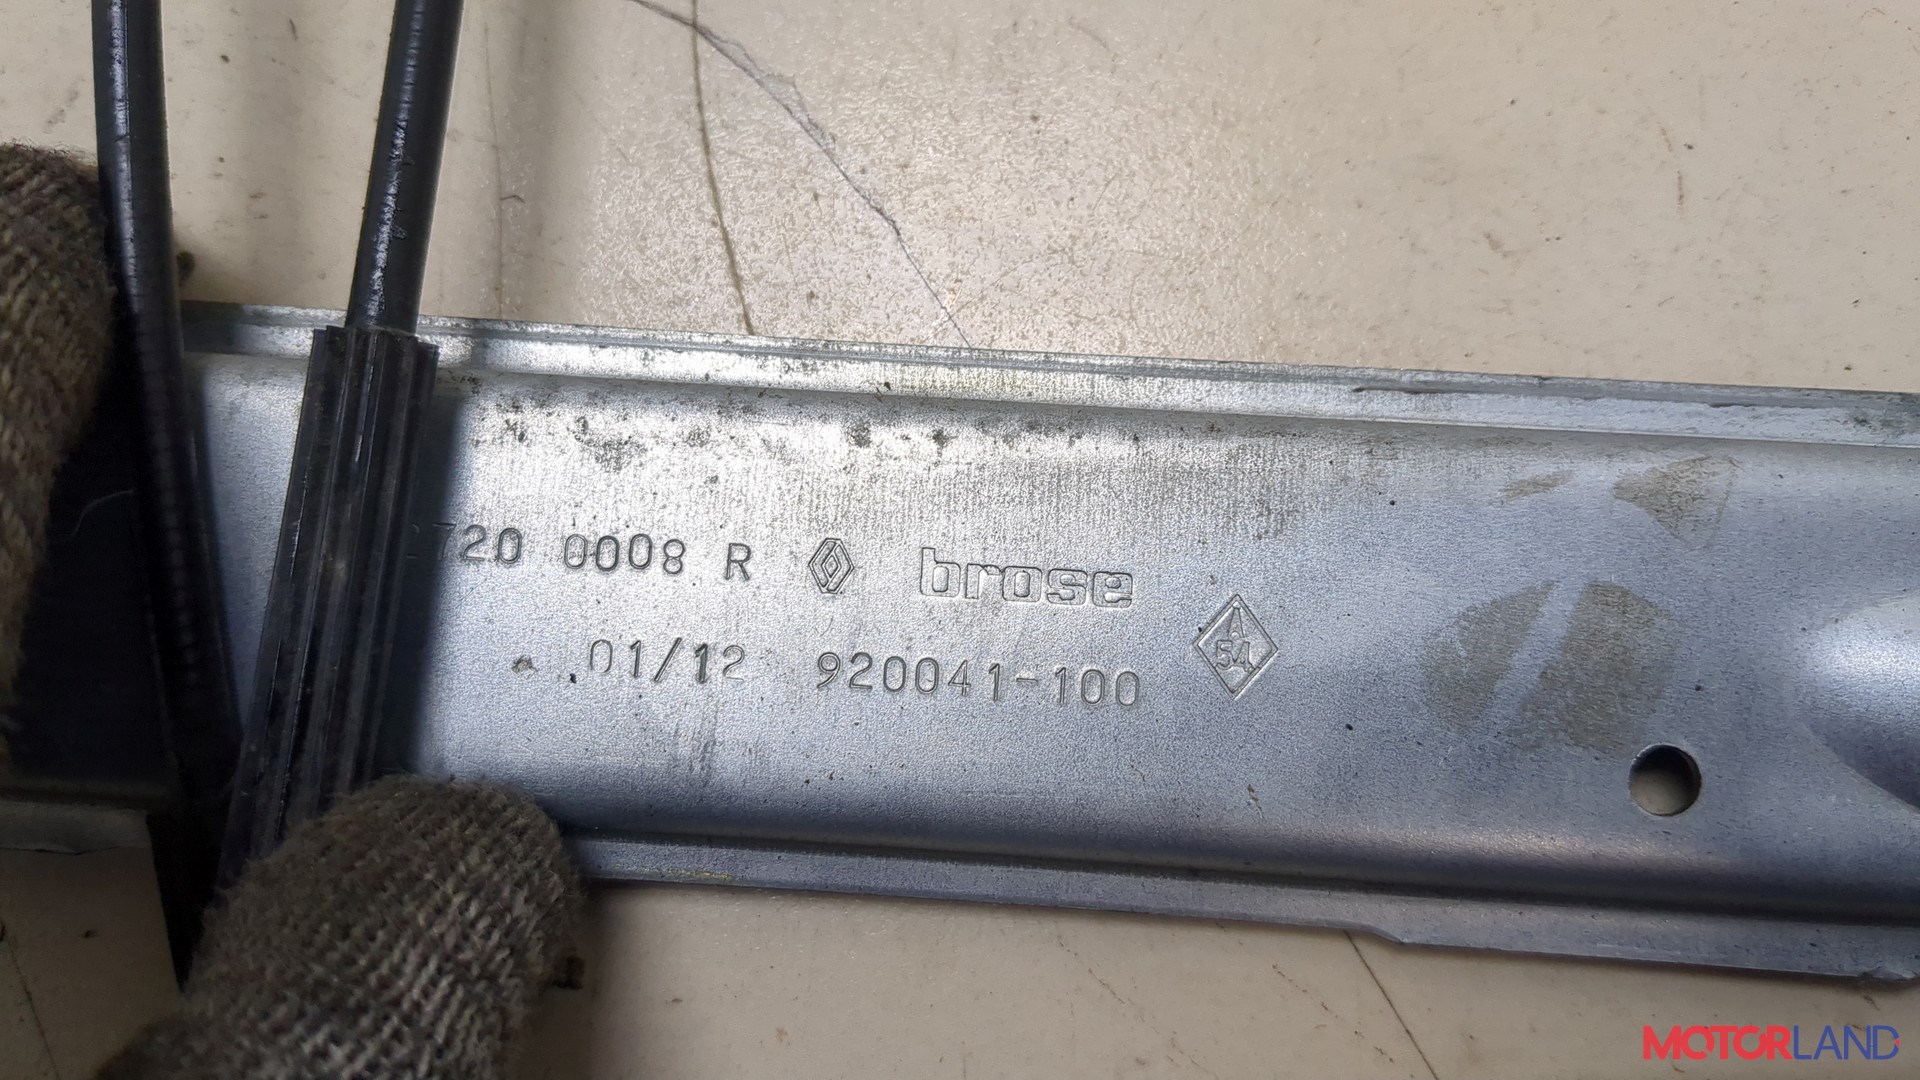 720 0008 R brose
01/12 920041-100
A
54
MOTORLAND